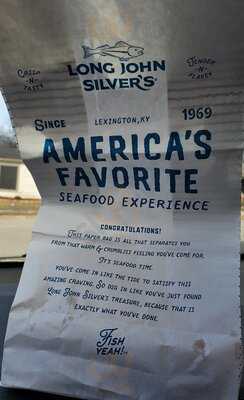 LONG JOHN
SILVER'S
TENDER
-N-
FLAKEY
TASTY
-N-
SINCE
LEXINGTON, KY
1969
AMERICA'S
FAVORITE
SEAFOOD EXPERIENCE
CONGRATULATIONS!
THIS PAPER BAG IS ALL THAT SEPARATES YOU
FROM THAT WARM & CRUMBLIES FEELING YOU'VE COME FOR.
IT'S SEAFOOD TIME.
YOU'VE COME IN LIKE THE TIDE TO SATISFY THIS
AMAZING CRAVING. SO DIG IN LIKE YOU'VE JUST FOUND
LONG JOHN SILVER'S TREASURE, BECAUSE THAT IS
EXACTLY WHAT YOU'VE DONE.
FISH
YEAH!